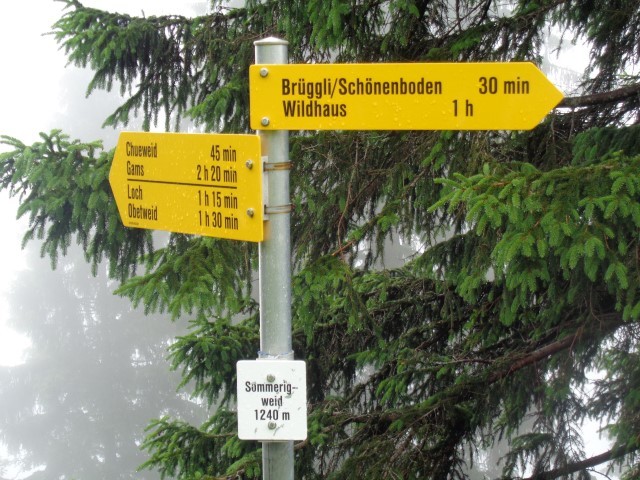 Brüggli/Schönenboden 30 min
Wildhaus 1 h
Chueweid 45 min
Gams 2 h 20 min
Loch 1 h 15 min
Obetweid 1 h 30 min
Sömmerig-
weid
1240 m